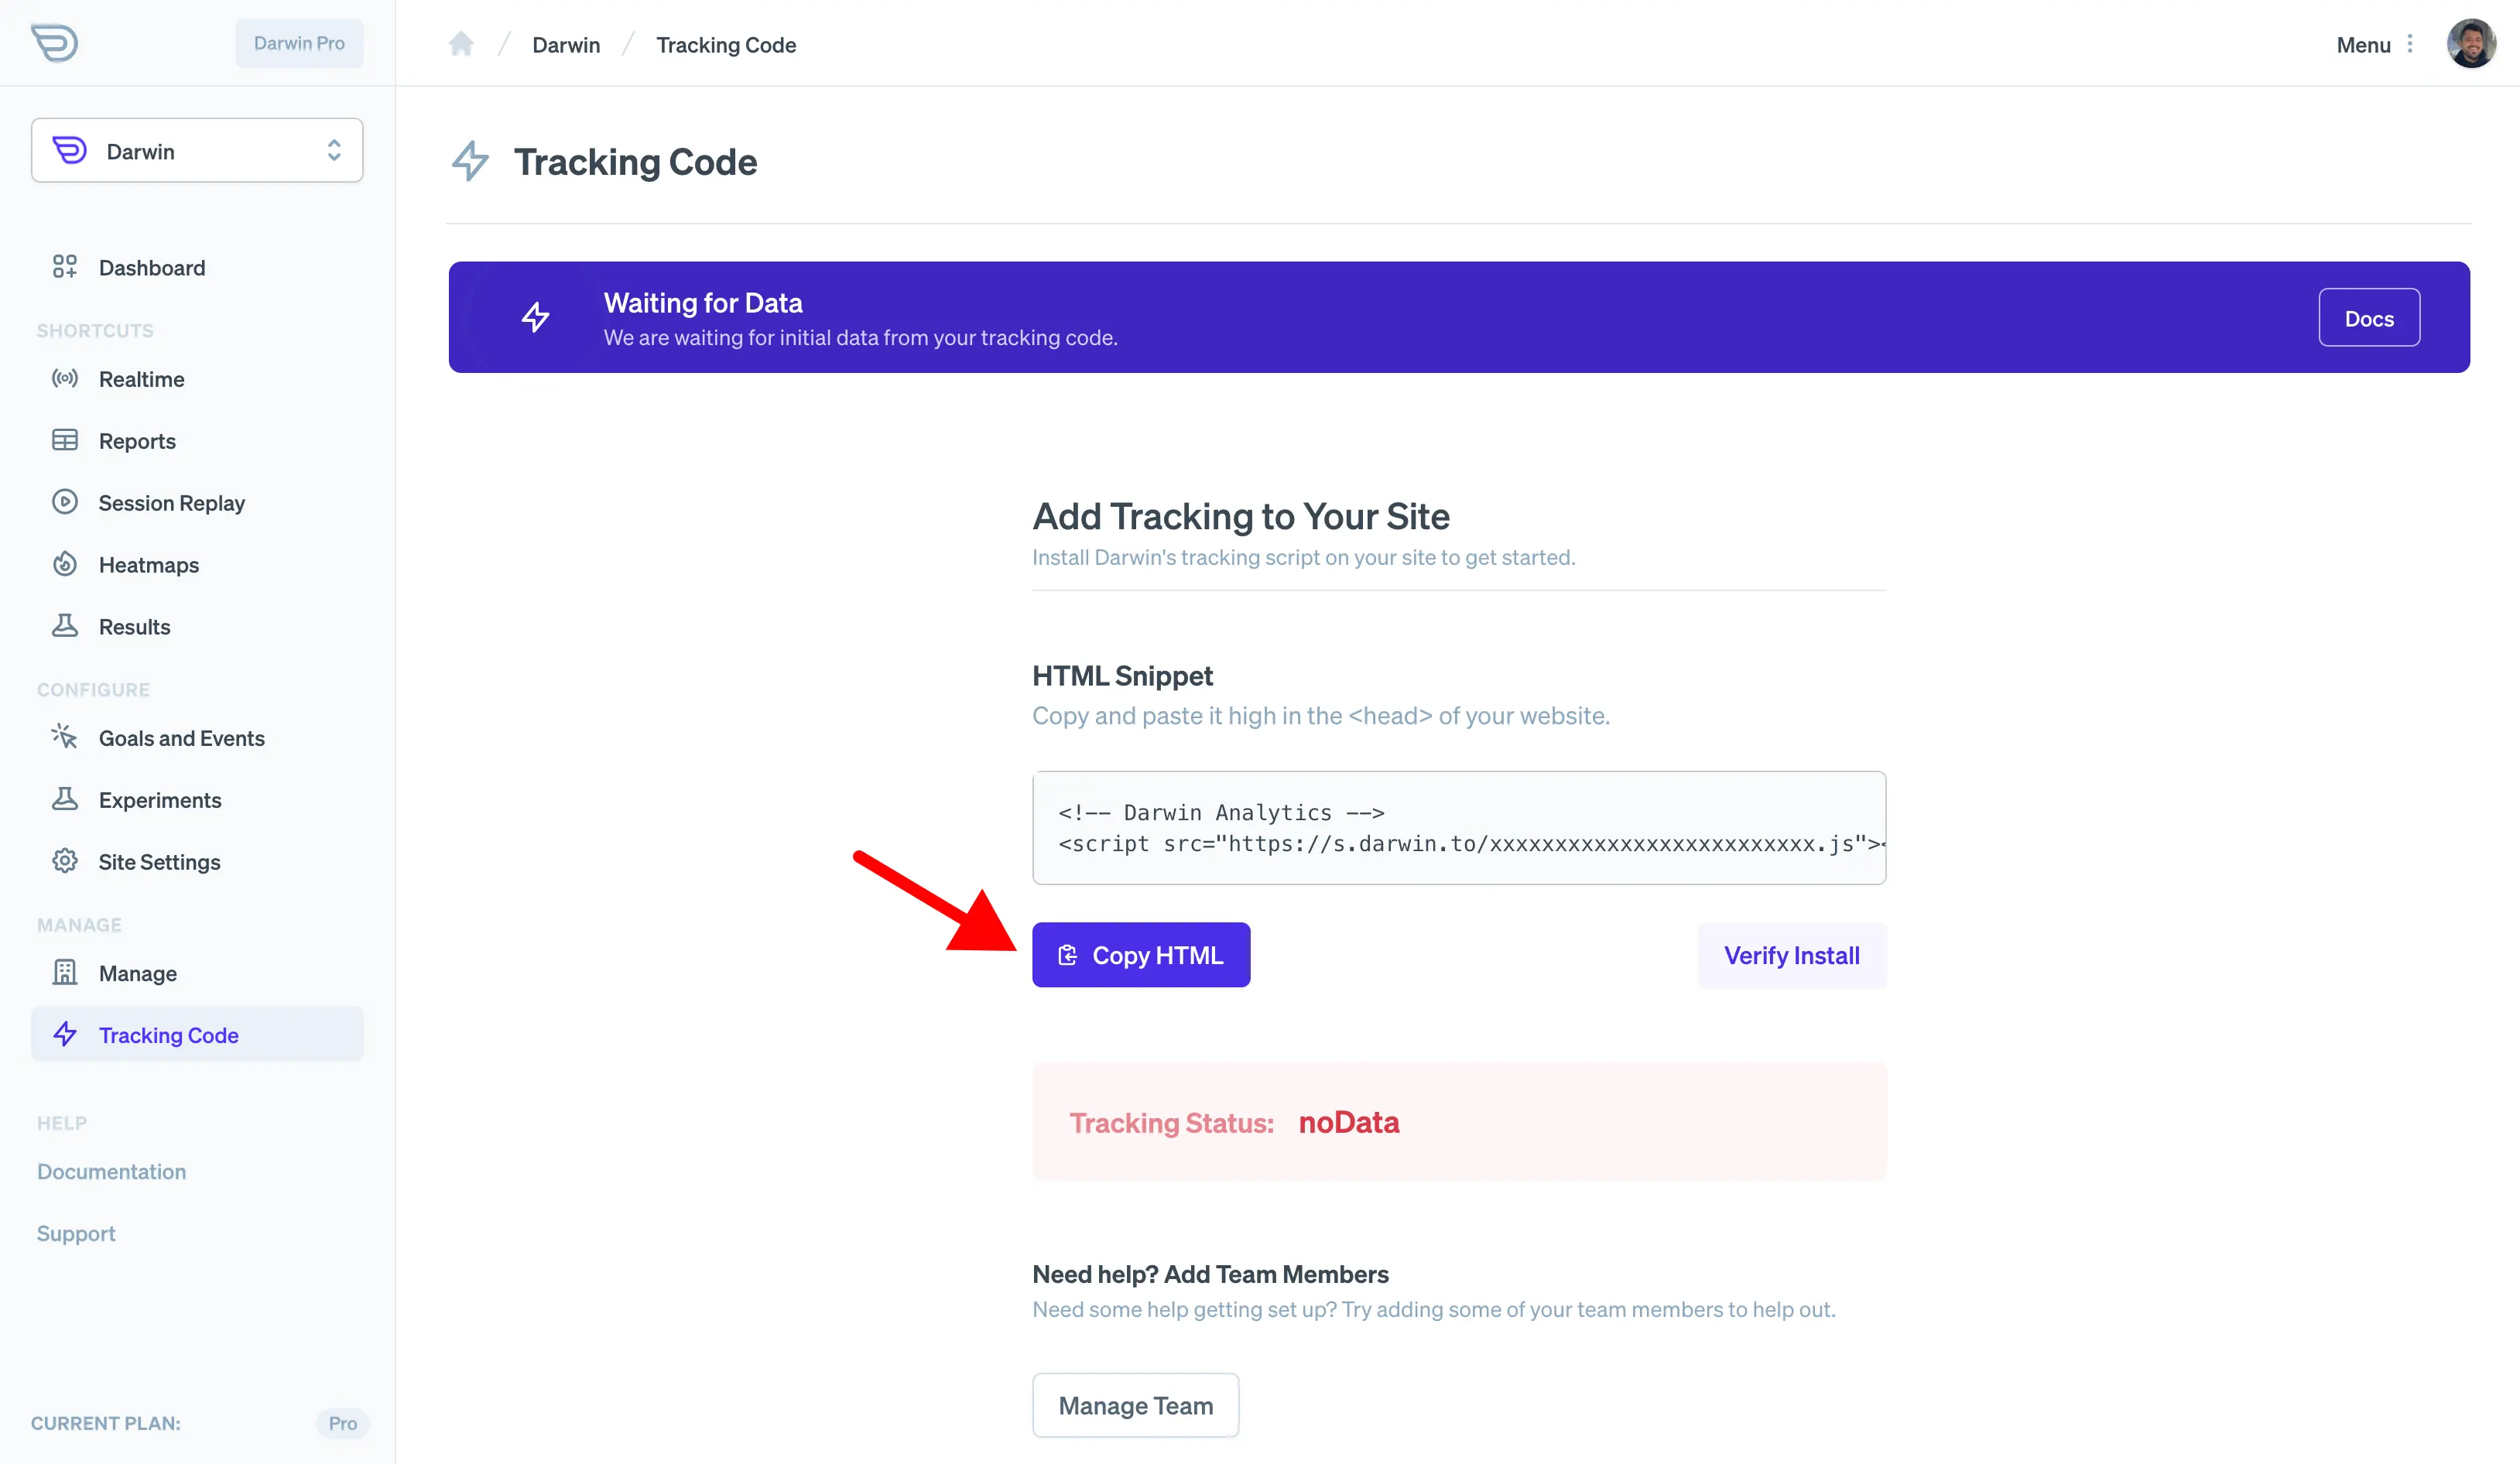 Darwin Pro
Darwin
Tracking Code
Menu
Darwin
Dashboard
SHORTCUTS
Realtime
Reports
Session Replay
Heatmaps
Results
CONFIGURE
Goals and Events
Experiments
Site Settings
MANAGE
Manage
Tracking Code
HELP
Documentation
Support
CURRENT PLAN:
Pro
Tracking Code
Waiting for Data
We are waiting for initial data from your tracking code.
Docs
Add Tracking to Your Site
Install Darwin's tracking script on your site to get started.
HTML Snippet
Copy and paste it high in the <head> of your website.
<!-- Darwin Analytics -->
<script src="https://s.darwin.to/xxxxxxxxxxxxxxxxxxxxxxxxx.js"><
Copy HTML
Verify Install
Tracking Status: noData
Need help? Add Team Members
Need some help getting set up? Try adding some of your team members to help out.
Manage Team